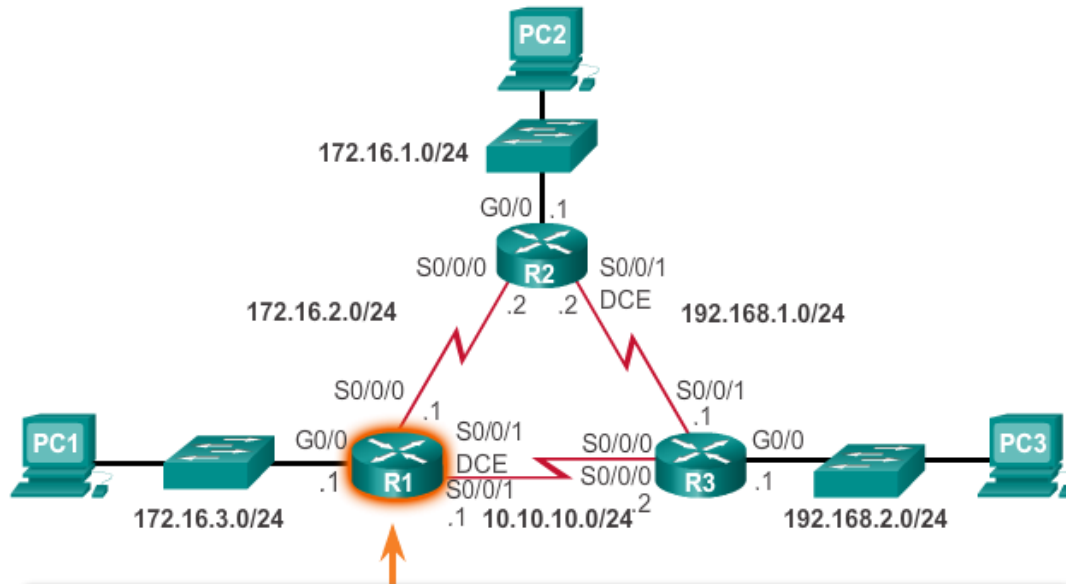 PC2
172.16.1.0/24
G0/0
.1
S0/0/0
R2
S0/0/1
DCE
.2
.2
172.16.2.0/24
192.168.1.0/24
S0/0/0
.1
S0/0/1
.1
PC1
G0/0
R1
.1
S0/0/1
DCE
S0/0/1
.1
S0/0/0
S0/0/0
.2
R3
G0/0
.1
PC3
172.16.3.0/24
10.10.10.0/24
192.168.2.0/24